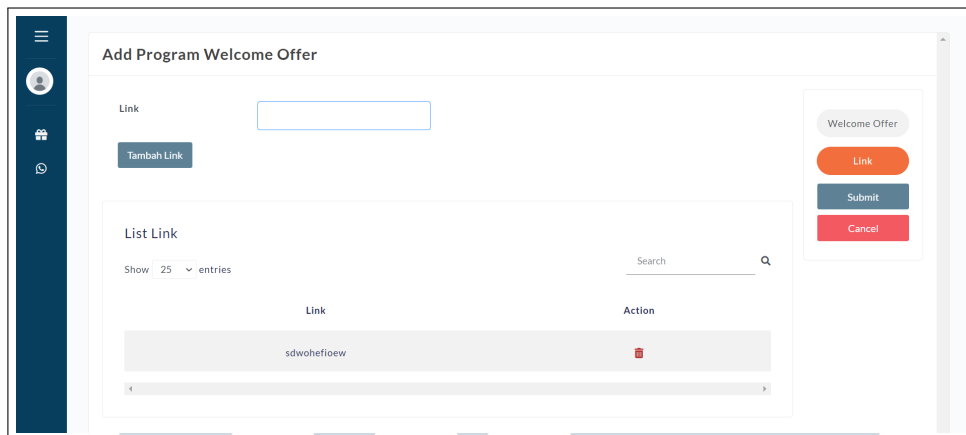 Add Program Welcome Offer
Link
Tambah Link
Welcome Offer
Link
Submit
Cancel
List Link
Show 25 entries
Search
Link Action
sdwohefioew